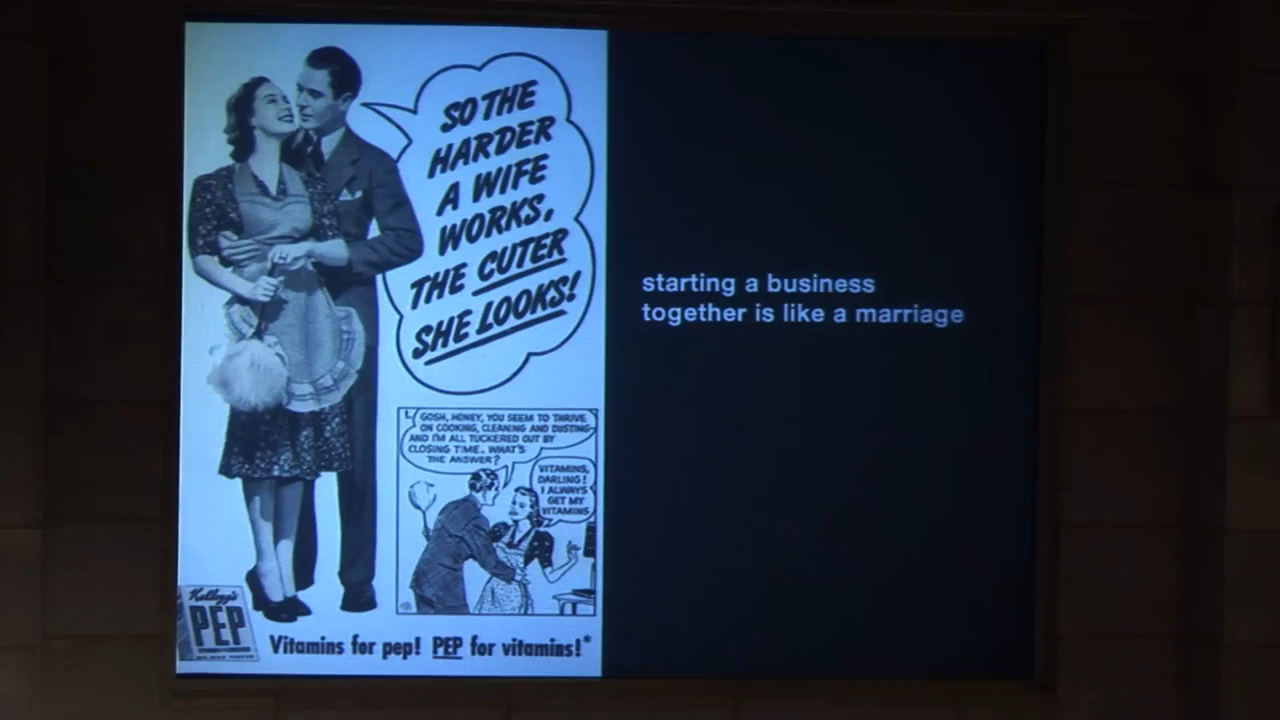 SO THE
HARDER
A WIFE
WORKS,
THE CUTER
SHE LOOKS!
GOSH, HONEY, YOU SEEM TO THRIVE
ON COOKING, CLEANING AND DUSTING-
AND I'M ALL TUCKERED OUT BY
CLOSING TIME. WHAT'S
THE ANSWER?
VITAMINS,
DARLING!
I ALWAYS
GET MY
VITAMINS
Kellogg's
PEP
Vitamins for pep! PEP for vitamins!*
starting a business
together is like a marriage